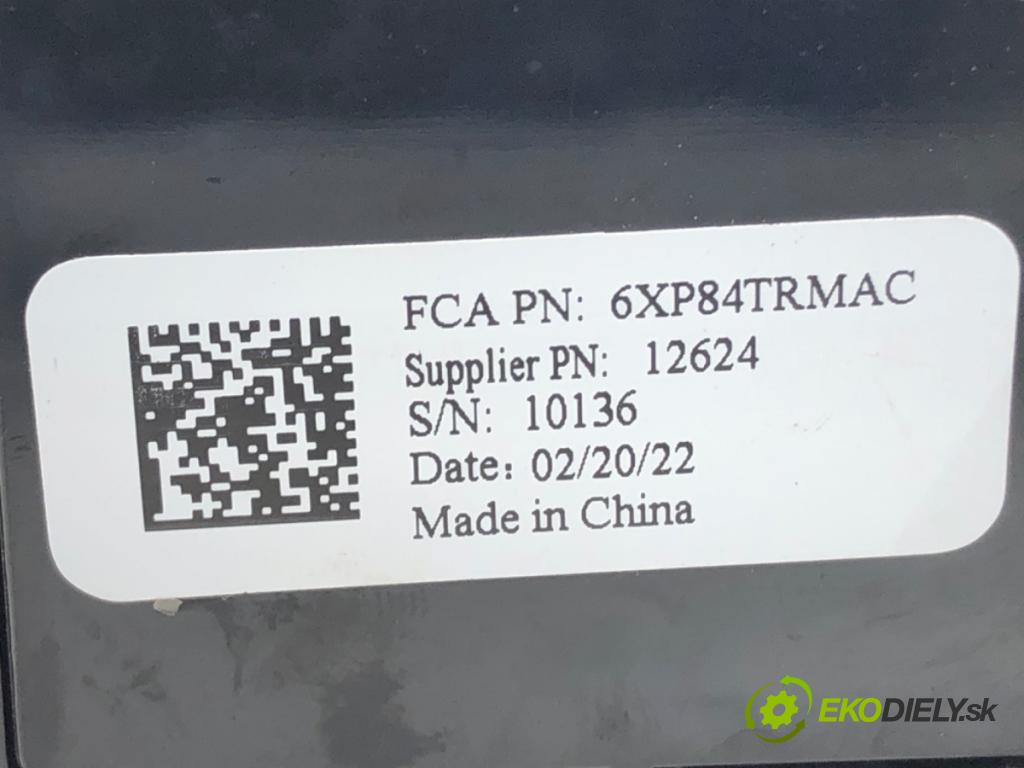 FCA PN: 6XP84TRMAC
Supplier PN: 12624
S/N: 10136
Date: 02/20/22
Made in China
EKODIELY.sk